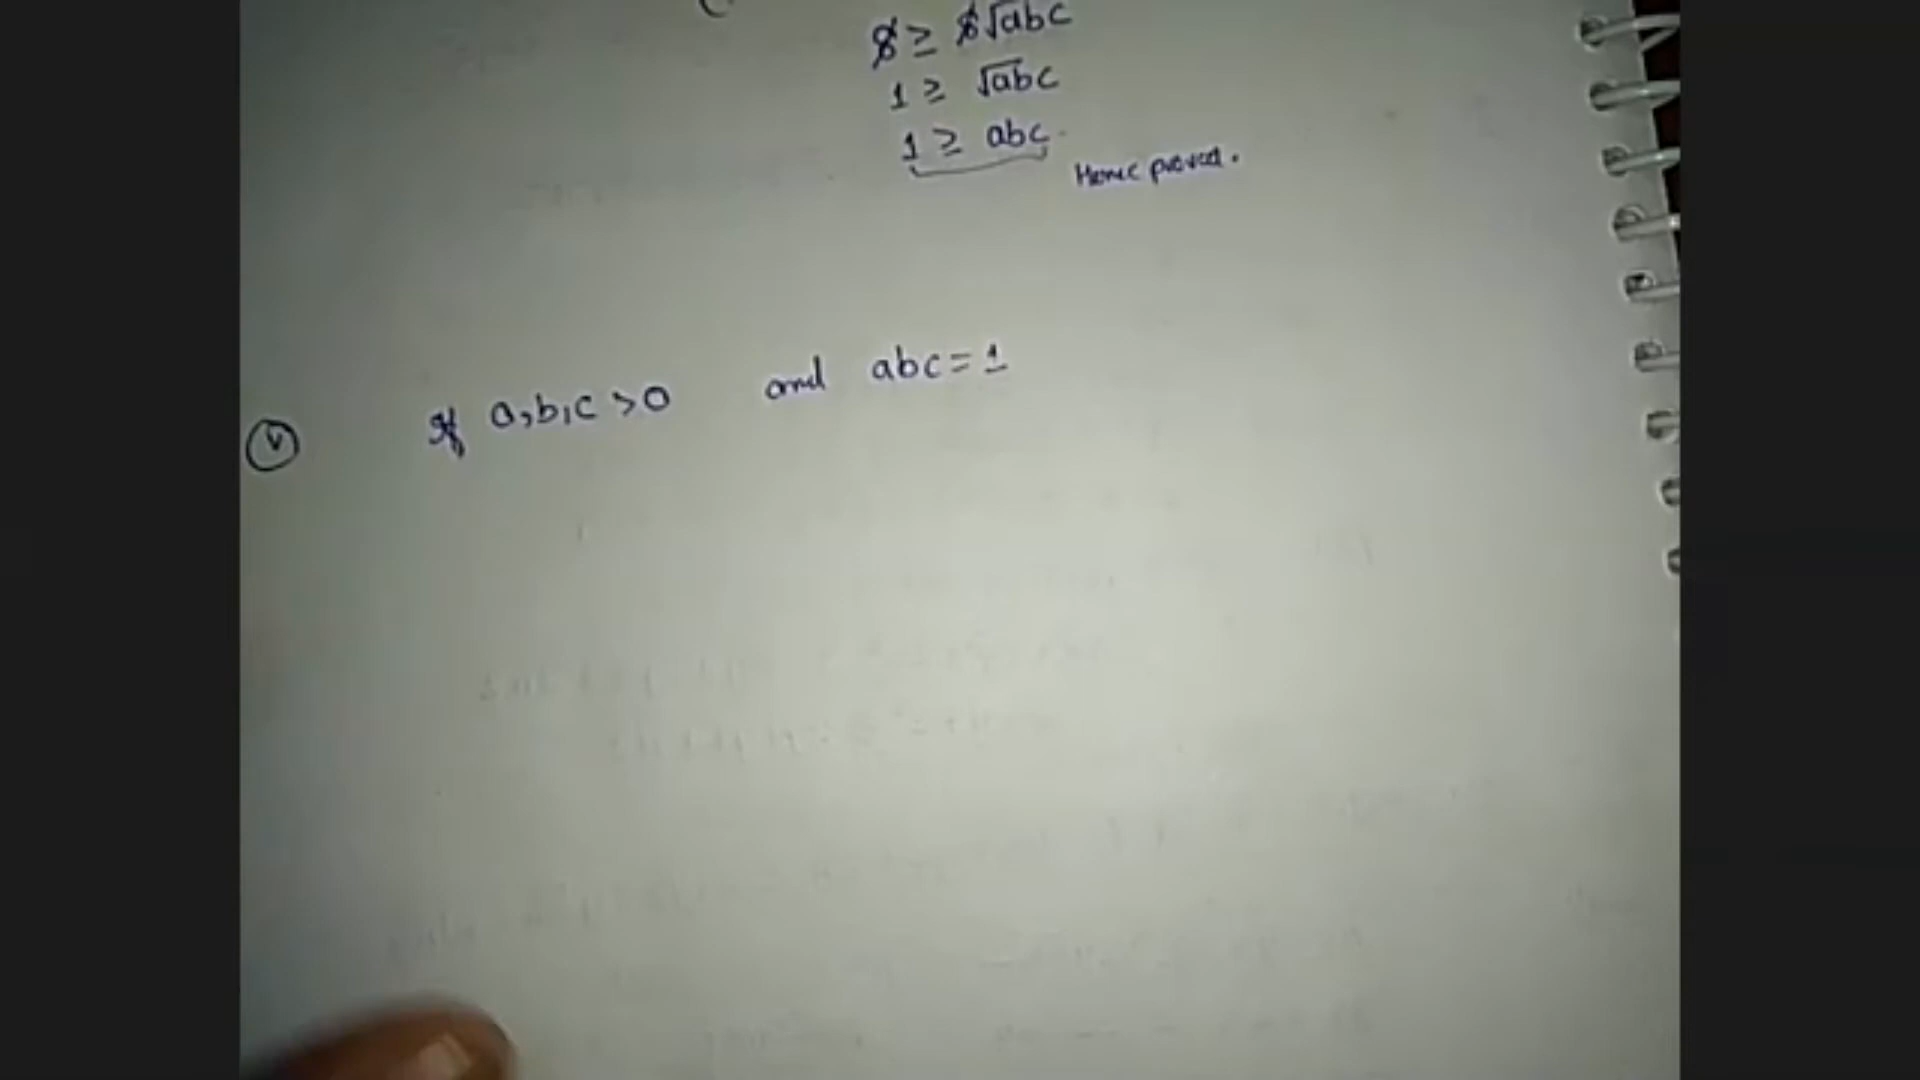 8 ≥ 8√abc
1 ≥ √abc
1 ≥ abc
Hence proved.
(v) If a,b,c >0 and abc = 1